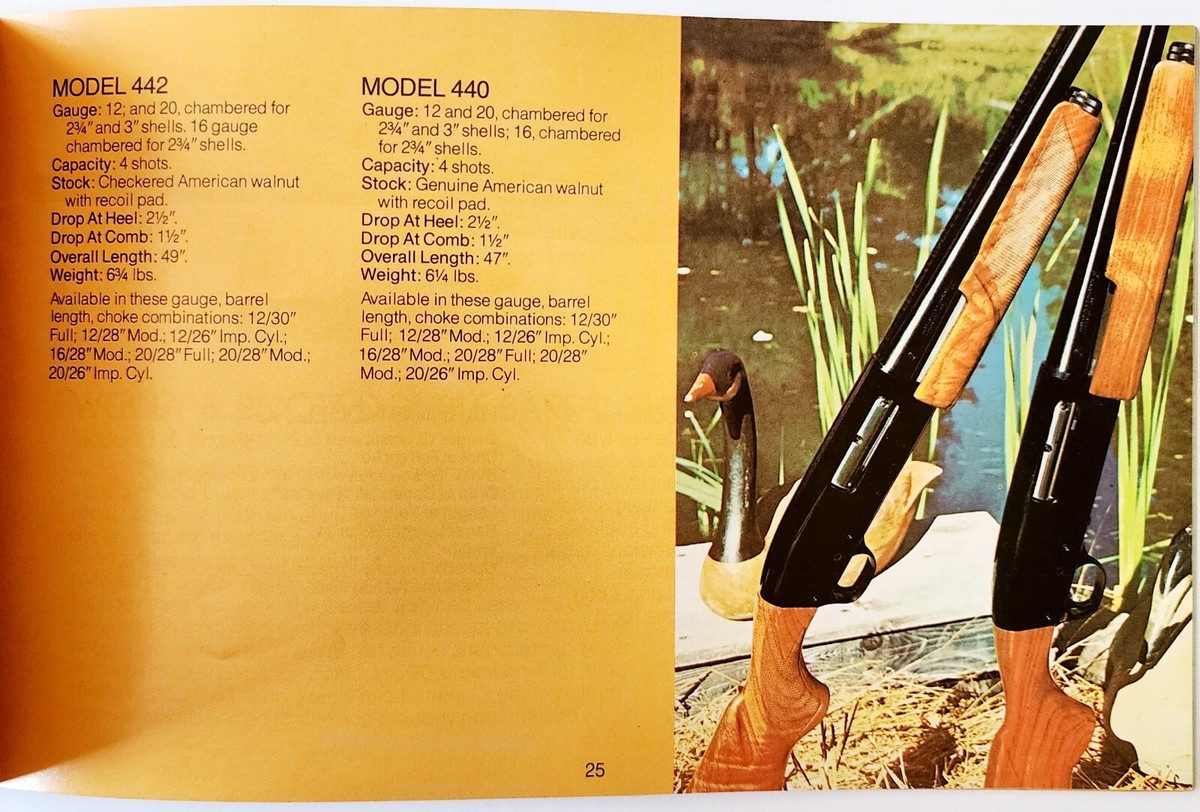 MODEL 442
Gauge: 12; and 20, chambered for
2¾" and 3" shells. 16 gauge
chambered for 2¾" shells.
Capacity: 4 shots.
Stock: Checkered American walnut
with recoil pad.
Drop At Heel: 2½".
Drop At Comb: 1½".
Overall Length: 49".
Weight: 6¾ lbs.
Available in these gauge, barrel
length, choke combinations: 12/30"
Full; 12/28" Mod.; 12/26" Imp. Cyl.;
16/28" Mod.; 20/28" Full; 20/28" Mod.;
20/26" Imp. Cyl.
MODEL 440
Gauge: 12 and 20, chambered for
2¾" and 3" shells; 16, chambered
for 2¾" shells.
Capacity: 4 shots.
Stock: Genuine American walnut
with recoil pad.
Drop At Heel: 2½".
Drop At Comb: 1½"
Overall Length: 47".
Weight: 6¼ lbs.
Available in these gauge, barrel
length, choke combinations: 12/30"
Full; 12/28" Mod.; 12/26" Imp. Cyl.;
16/28" Mod.; 20/28" Full; 20/28"
Mod.; 20/26" Imp. Cyl.
25